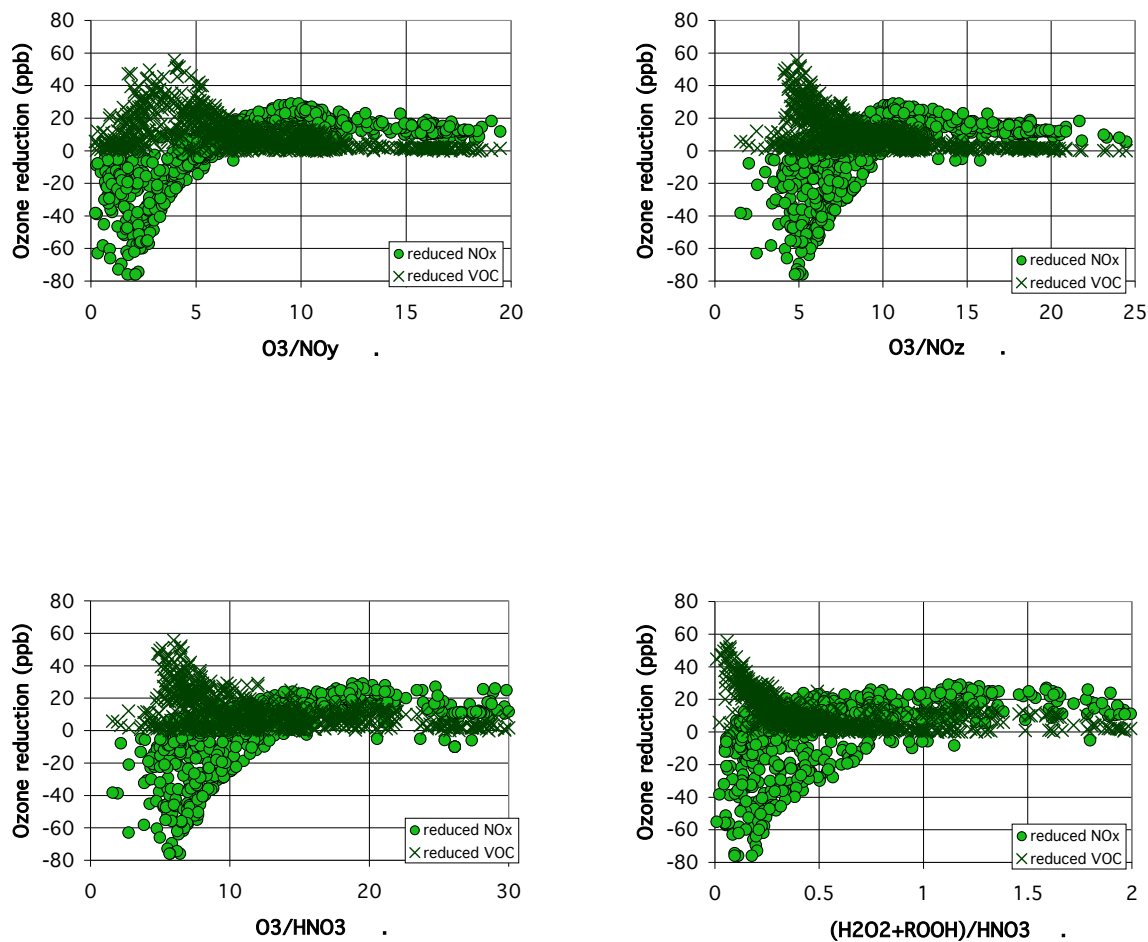 80
60
40
20
0
-20
-40
-60
-80
Ozone reduction (ppb)
reduced NOx
reduced VOC
0 5 10 15 20
O3/NOy .
80
60
40
20
0
-20
-40
-60
-80
Ozone reduction (ppb)
reduced NOx
reduced VOC
0 5 10 15 20 25
O3/NOz .
80
60
40
20
0
-20
-40
-60
-80
Ozone reduction (ppb)
reduced NOx
reduced VOC
0 10 20 30
O3/HNO3 .
80
60
40
20
0
-20
-40
-60
-80
Ozone reduction (ppb)
reduced NOx
reduced VOC
0 0.5 1 1.5 2
(H2O2+ROOH)/HNO3 .